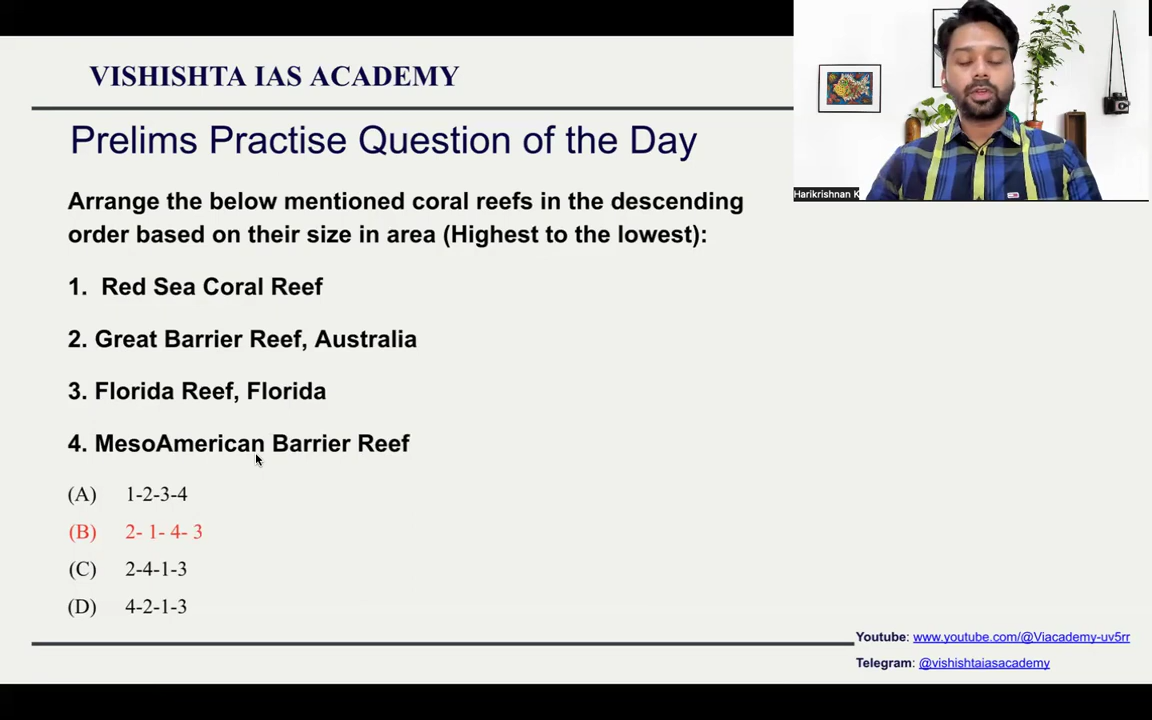 VISHISHTA IAS ACADEMY
Prelims Practise Question of the Day
Arrange the below mentioned coral reefs in the descending
order based on their size in area (Highest to the lowest):
1. Red Sea Coral Reef
2. Great Barrier Reef, Australia
3. Florida Reef, Florida
4. MesoAmerican Barrier Reef
(A) 1-2-3-4
(B) 2- 1- 4- 3
(C) 2-4-1-3
(D) 4-2-1-3
Harikrishnan K
Youtube: www.youtube.com/@Viacademy-uv5rr
Telegram: @vishishtaiasacademy